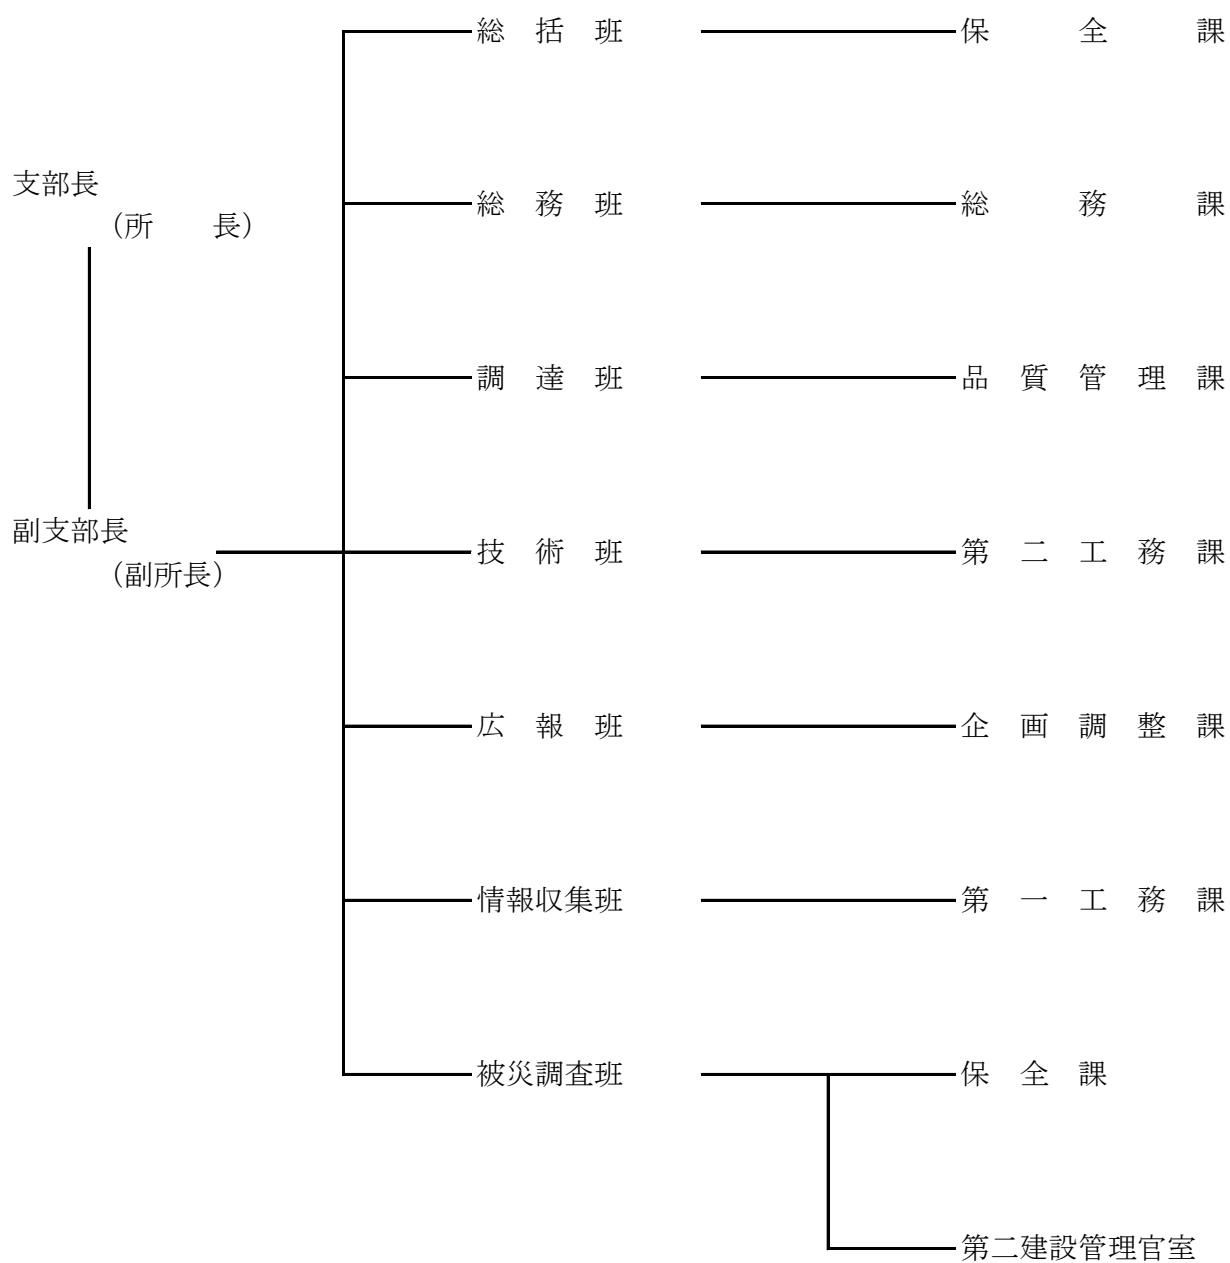 支部長
(所　　長)
副支部長
(副所長)
総　括　班　　保　　　全　　　課
総　務　班　　総　　　務　　　課
調　達　班　　品　質　管　理　課
技　術　班　　第　二　工　務　課
広　報　班　　企　画　調　整　課
情報収集班　　第　一　工　務　課
被災調査班　　保　全　課
第二建設管理官室